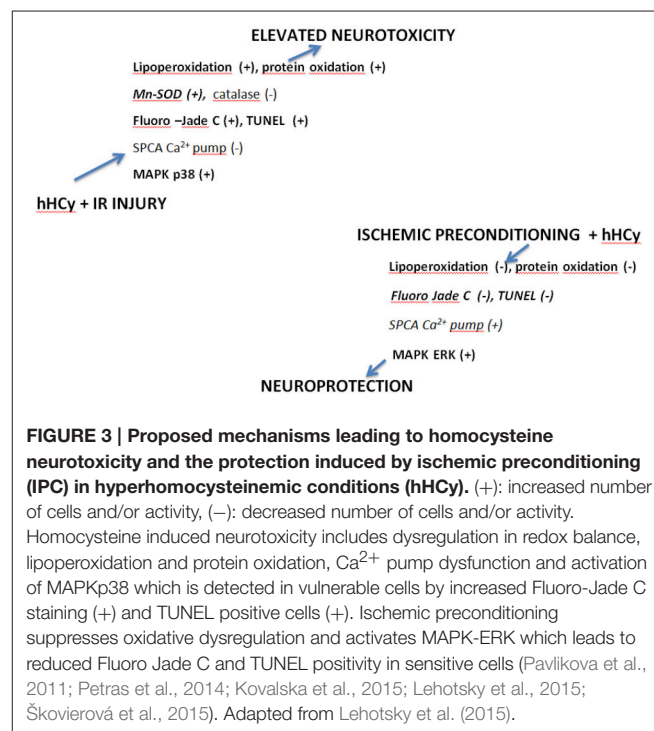 ELEVATED NEUROTOXICITY
Lipoperoxidation (+), protein oxidation (+)
Mn-SOD (+), catalase (-)
Fluoro –Jade C (+), TUNEL (+)
SPCA Ca²⁺ pump (-)
MAPK p38 (+)
hHCy + IR INJURY
ISCHEMIC PRECONDITIONING + hHCy
Lipoperoxidation (-), protein oxidation (-)
Fluoro Jade C (-), TUNEL (-)
SPCA Ca²⁺ pump (+)
MAPK ERK (+)
NEUROPROTECTION
FIGURE 3 | Proposed mechanisms leading to homocysteine
neurotoxicity and the protection induced by ischemic preconditioning
(IPC) in hyperhomocysteinemic conditions (hHCy). (+): increased number
of cells and/or activity, (−): decreased number of cells and/or activity.
Homocysteine induced neurotoxicity includes dysregulation in redox balance,
lipoperoxidation and protein oxidation, Ca²⁺ pump dysfunction and activation
of MAPKp38 which is detected in vulnerable cells by increased Fluoro-Jade C
staining (+) and TUNEL positive cells (+). Ischemic preconditioning
suppresses oxidative dysregulation and activates MAPK-ERK which leads to
reduced Fluoro Jade C and TUNEL positivity in sensitive cells (Pavlikova et al.,
2011; Petras et al., 2014; Kovalska et al., 2015; Lehotsky et al., 2015;
Škovierová et al., 2015). Adapted from Lehotsky et al. (2015).